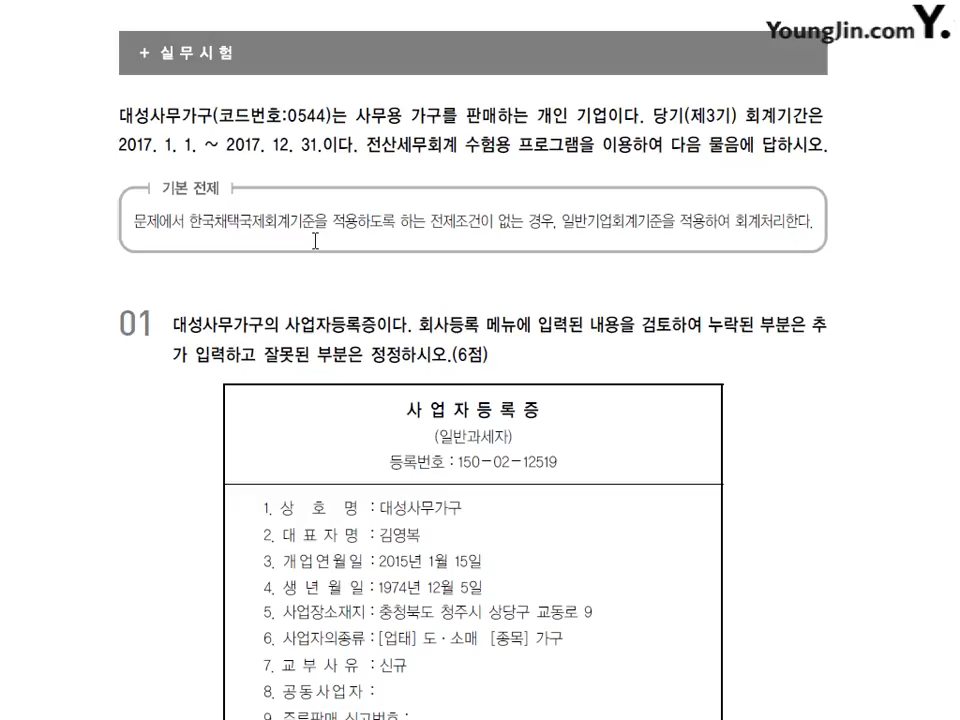 YoungJin.com Y.
+ 실무시험
대성사무가구(코드번호:0544)는 사무용 가구를 판매하는 개인 기업이다. 당기(제3기) 회계기간은
2017. 1. 1. ~ 2017. 12. 31.이다. 전산세무회계 수험용 프로그램을 이용하여 다음 물음에 답하시오.
기본 전제
문제에서 한국채택국제회계기준을 적용하도록 하는 전제조건이 없는 경우, 일반기업회계기준을 적용하여 회계처리한다.
01 대성사무가구의 사업자등록증이다. 회사등록 메뉴에 입력된 내용을 검토하여 누락된 부분은 추
가 입력하고 잘못된 부분은 정정하시오.(6점)
사 업 자 등 록 증
(일반과세자)
등록번호 : 150-02-12519
1. 상 호 명 : 대성사무가구
2. 대 표 자 명 : 김영복
3. 개업연월일 : 2015년 1월 15일
4. 생 년 월 일 : 1974년 12월 5일
5. 사업장소재지 : 충청북도 청주시 상당구 교동로 9
6. 사업자의종류 : [업태] 도·소매 [종목] 가구
7. 교 부 사 유 : 신규
8. 공동사업자 :
9. 주류판매 신고번호 :